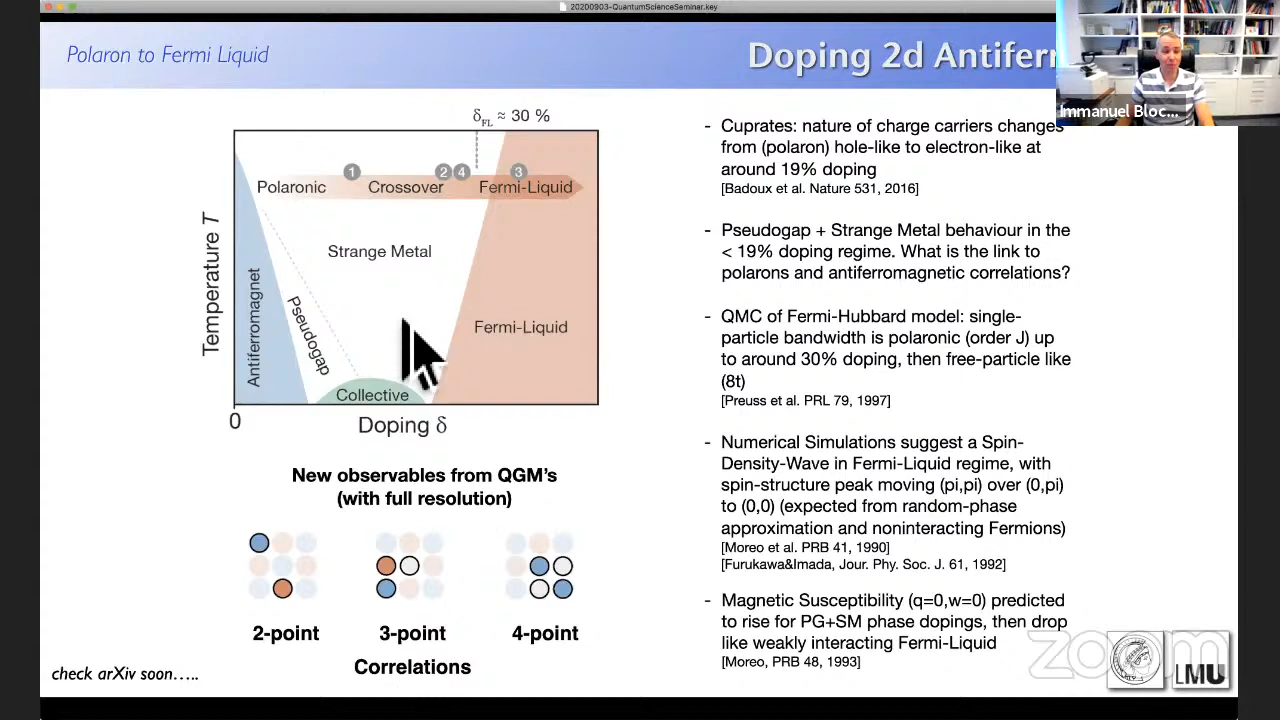 20200903-QuantumScienceSeminar.key
Polaron to Fermi Liquid
Doping 2d Antifer
Immanuel Bloc...
δFL ≈ 30 %
1
2
4
3
Polaronic
Crossover
Fermi-Liquid
Strange Metal
Temperature T
Antiferromagnet
Pseudogap
Fermi-Liquid
Collective
0
Doping δ
New observables from QGM's
(with full resolution)
2-point
3-point
4-point
Correlations
check arXiv soon…..
- Cuprates: nature of charge carriers changes
from (polaron) hole-like to electron-like at
around 19% doping
[Badoux et al. Nature 531, 2016]
- Pseudogap + Strange Metal behaviour in the
< 19% doping regime. What is the link to
polarons and antiferromagnetic correlations?
- QMC of Fermi-Hubbard model: single-
particle bandwidth is polaronic (order J) up
to around 30% doping, then free-particle like
(8t)
[Preuss et al. PRL 79, 1997]
- Numerical Simulations suggest a Spin-
Density-Wave in Fermi-Liquid regime, with
spin-structure peak moving (pi,pi) over (0,pi)
to (0,0) (expected from random-phase
approximation and noninteracting Fermions)
[Moreo et al. PRB 41, 1990]
[Furukawa&Imada, Jour. Phy. Soc. J. 61, 1992]
- Magnetic Susceptibility (q=0,w=0) predicted
to rise for PG+SM phase dopings, then drop
like weakly interacting Fermi-Liquid
[Moreo, PRB 48, 1993]
zoom
LMU